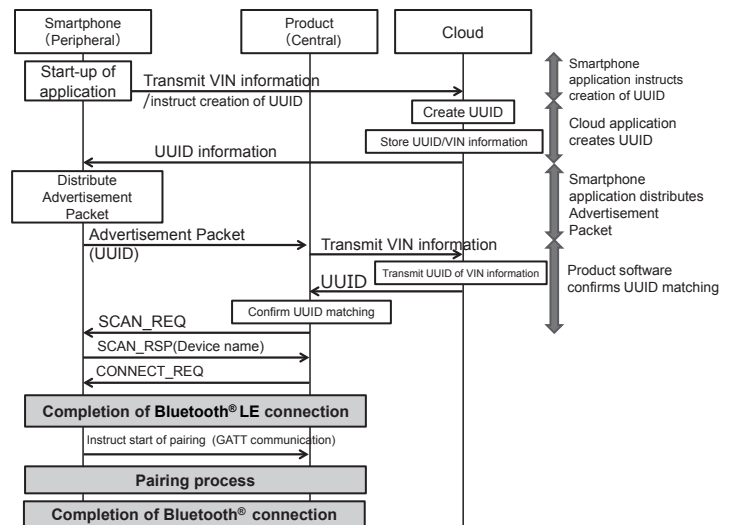 Smartphone
(Peripheral)
Product
(Central)
Cloud
Start-up of
application
Transmit VIN information
/instruct creation of UUID
Smartphone
application instructs
creation of UUID
Create UUID
Store UUID/VIN information
Cloud application
creates UUID
UUID information
Distribute
Advertisement
Packet
Smartphone
application distributes
Advertisement
Packet
Advertisement Packet
(UUID)
Transmit VIN information
Transmit UUID of VIN information
Product software
confirms UUID matching
UUID
Confirm UUID matching
SCAN_REQ
SCAN_RSP(Device name)
CONNECT_REQ
Completion of Bluetooth® LE connection
Instruct start of pairing (GATT communication)
Pairing process
Completion of Bluetooth® connection